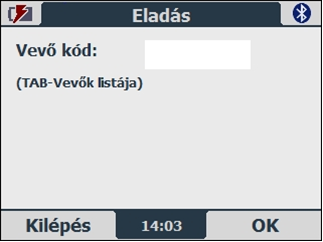 Eladás
Vevő kód:
(TAB-Vevők listája)
Kilépés 14:03 OK